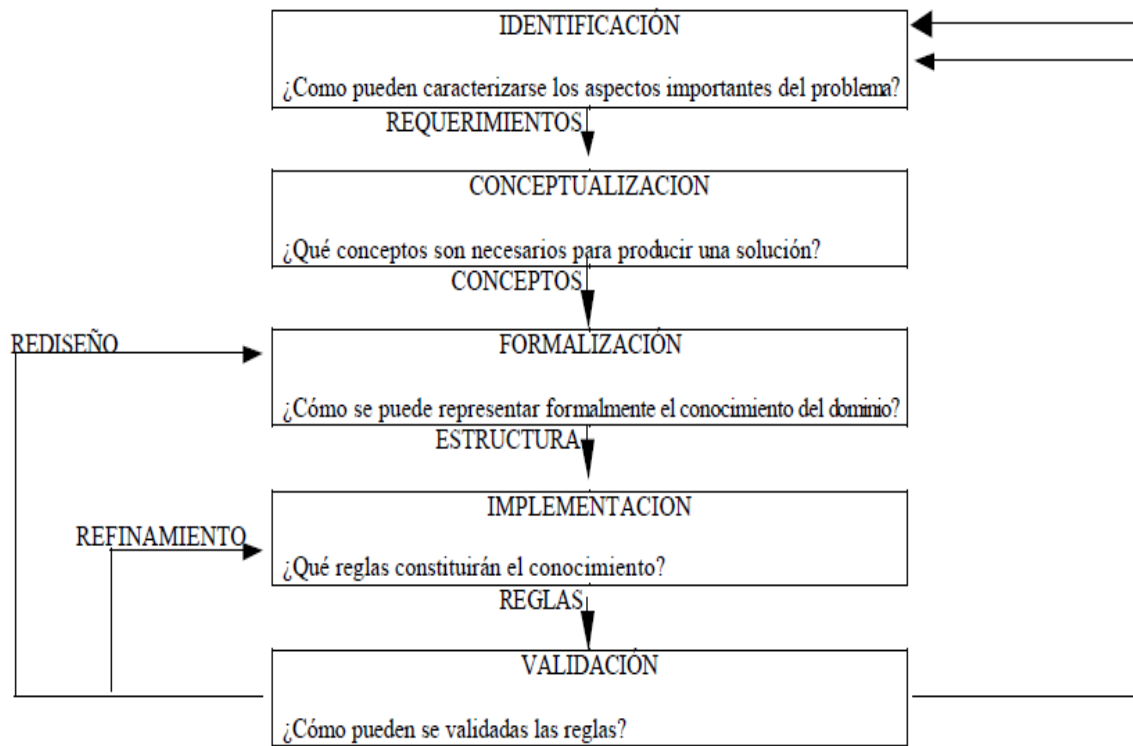 IDENTIFICACIÓN
¿Como pueden caracterizarse los aspectos importantes del problema?
REQUERIMIENTOS
CONCEPTUALIZACION
¿Qué conceptos son necesarios para producir una solución?
CONCEPTOS
REDISEÑO
FORMALIZACIÓN
¿Cómo se puede representar formalmente el conocimiento del dominio?
ESTRUCTURA
IMPLEMENTACION
REFINAMIENTO
¿Qué reglas constituirán el conocimiento?
REGLAS
VALIDACIÓN
¿Cómo pueden se validadas las reglas?